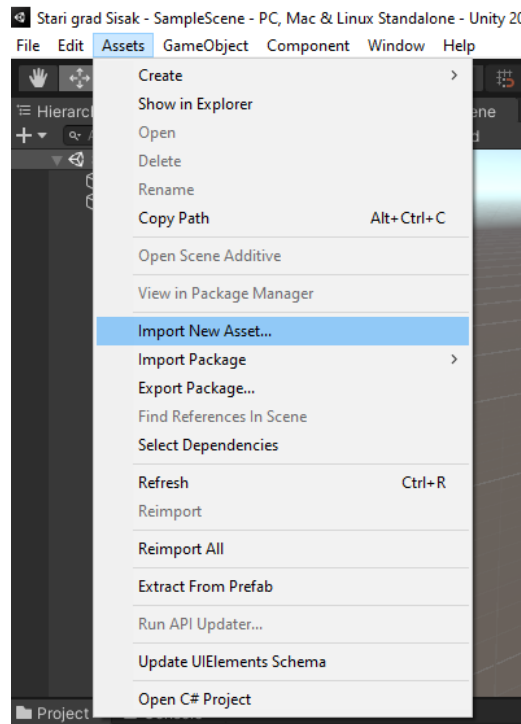 Stari grad Sisak - SampleScene - PC, Mac & Linux Standalone - Unity 20
File Edit Assets GameObject Component Window Help
Create
Show in Explorer
Open
Delete
Rename
Copy Path Alt+Ctrl+C
Open Scene Additive
View in Package Manager
Import New Asset...
Import Package
Export Package...
Find References In Scene
Select Dependencies
Refresh Ctrl+R
Reimport
Reimport All
Extract From Prefab
Run API Updater...
Update UIElements Schema
Open C# Project
Project